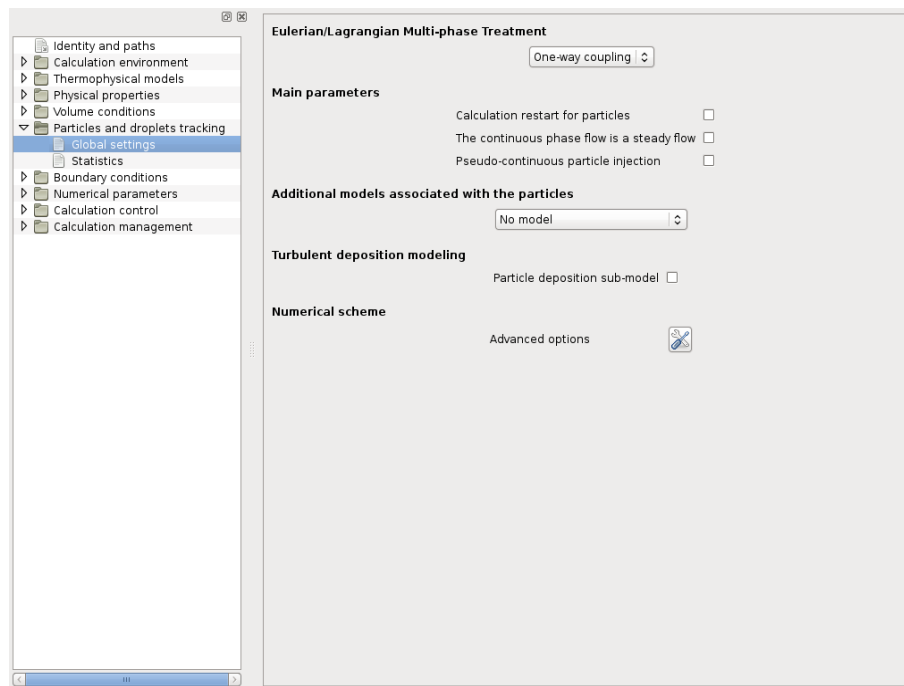 Identity and paths
Calculation environment
Thermophysical models
Physical properties
Volume conditions
Particles and droplets tracking
Global settings
Statistics
Boundary conditions
Numerical parameters
Calculation control
Calculation management
Eulerian/Lagrangian Multi-phase Treatment
One-way coupling
Main parameters
Calculation restart for particles
The continuous phase flow is a steady flow
Pseudo-continuous particle injection
Additional models associated with the particles
No model
Turbulent deposition modeling
Particle deposition sub-model
Numerical scheme
Advanced options